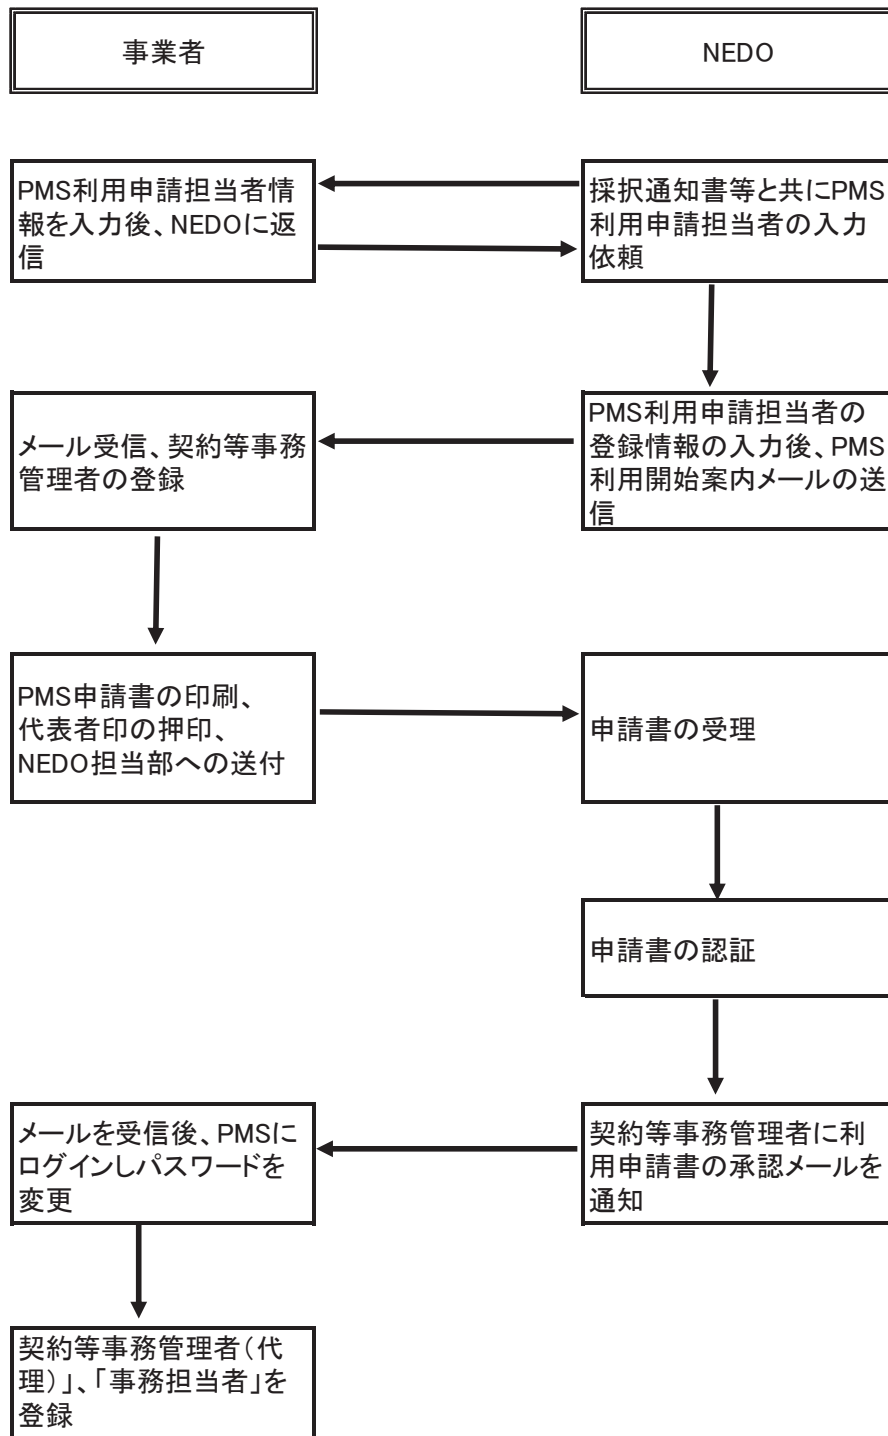 事業者
NEDO
PMS利用申請担当者情
報を入力後、NEDOに返
信
採択通知書等と共にPMS
利用申請担当者の入力
依頼
メール受信、契約等事務
管理者の登録
PMS利用申請担当者の
登録情報の入力後、PMS
利用開始案内メールの送
信
PMS申請書の印刷、
代表者印の押印、
NEDO担当部への送付
申請書の受理
申請書の認証
メールを受信後、PMSに
ログインしパスワードを
変更
契約等事務管理者に利
用申請書の承認メールを
通知
契約等事務管理者（代
理）」、「事務担当者」を
登録